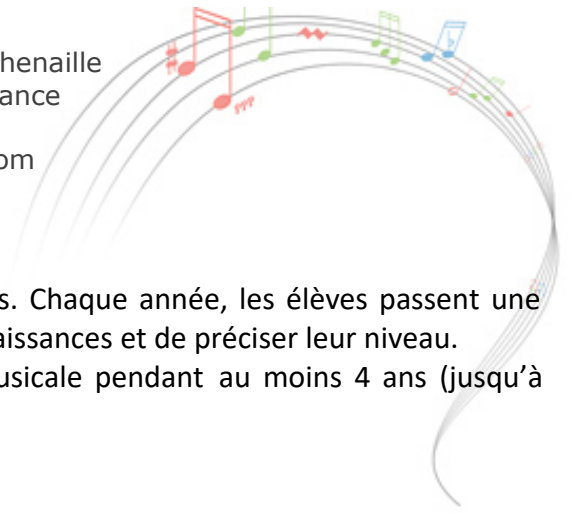 henaille
ance
om
s. Chaque année, les élèves passent une
aissances et de préciser leur niveau.
usicale pendant au moins 4 ans (jusqu’à
ppp